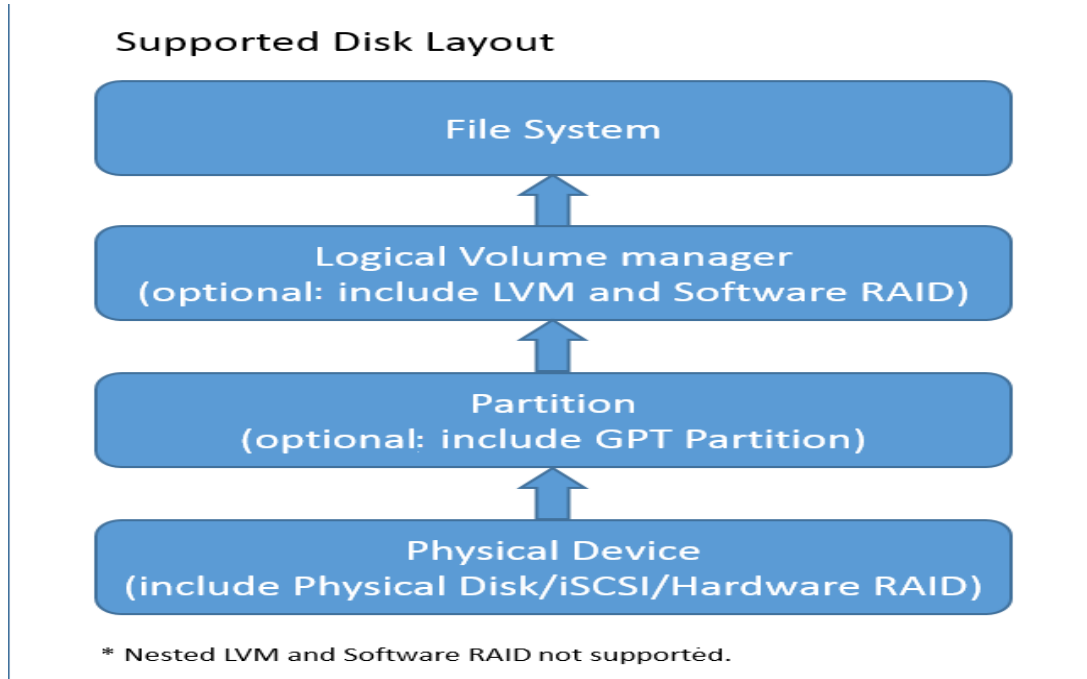 Supported Disk Layout
File System
Logical Volume manager
(optional: include LVM and Software RAID)
Partition
(optional: include GPT Partition)
Physical Device
(include Physical Disk/iSCSI/Hardware RAID)
* Nested LVM and Software RAID not supported.